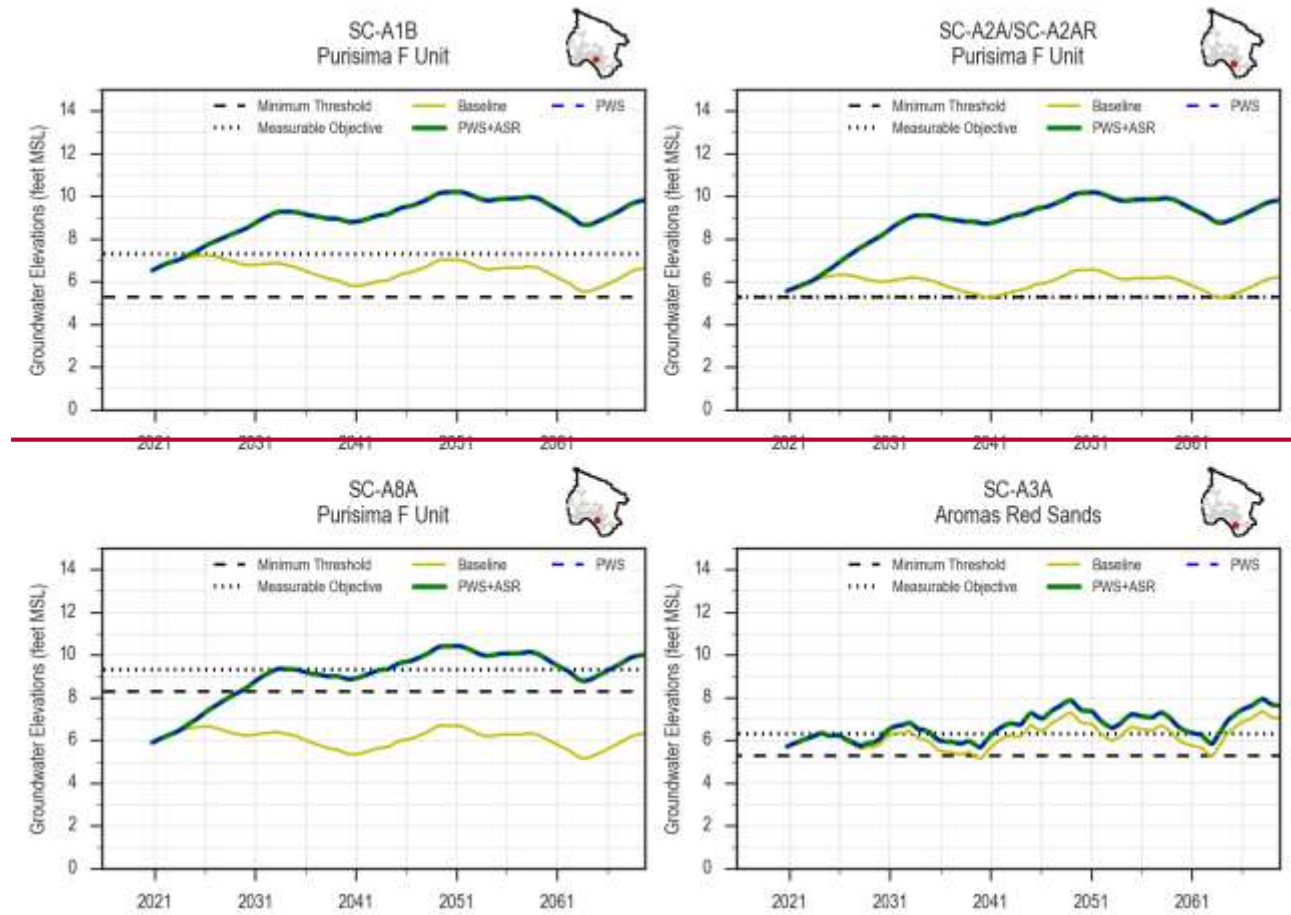 SC-A1B
Purisima F Unit
Minimum Threshold
Baseline
PWS
Measurable Objective
PWS+ASR
Groundwater Elevations (feet MSL)
14
12
10
8
6
4
2
0
2021
2031
2041
2051
2061
SC-A2A/SC-A2AR
Purisima F Unit
Minimum Threshold
Baseline
PWS
Measurable Objective
PWS+ASR
Groundwater Elevations (feet MSL)
14
12
10
8
6
4
2
0
2021
2031
2041
2051
2061
SC-A8A
Purisima F Unit
Minimum Threshold
Baseline
PWS
Measurable Objective
PWS+ASR
Groundwater Elevations (feet MSL)
14
12
10
8
6
4
2
0
2021
2031
2041
2051
2061
SC-A3A
Aromas Red Sands
Minimum Threshold
Baseline
PWS
Measurable Objective
PWS+ASR
Groundwater Elevations (feet MSL)
14
12
10
8
6
4
2
0
2021
2031
2041
2051
2061